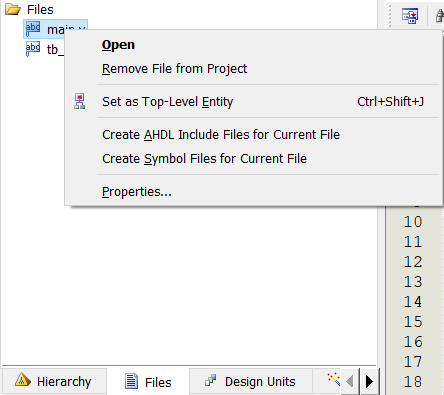 Files
main.v
tb_
Open
Remove File from Project
Set as Top-Level Entity Ctrl+Shift+J
Create AHDL Include Files for Current File
Create Symbol Files for Current File
Properties...
10
11
12
13
14
15
16
17
18
Hierarchy Files Design Units